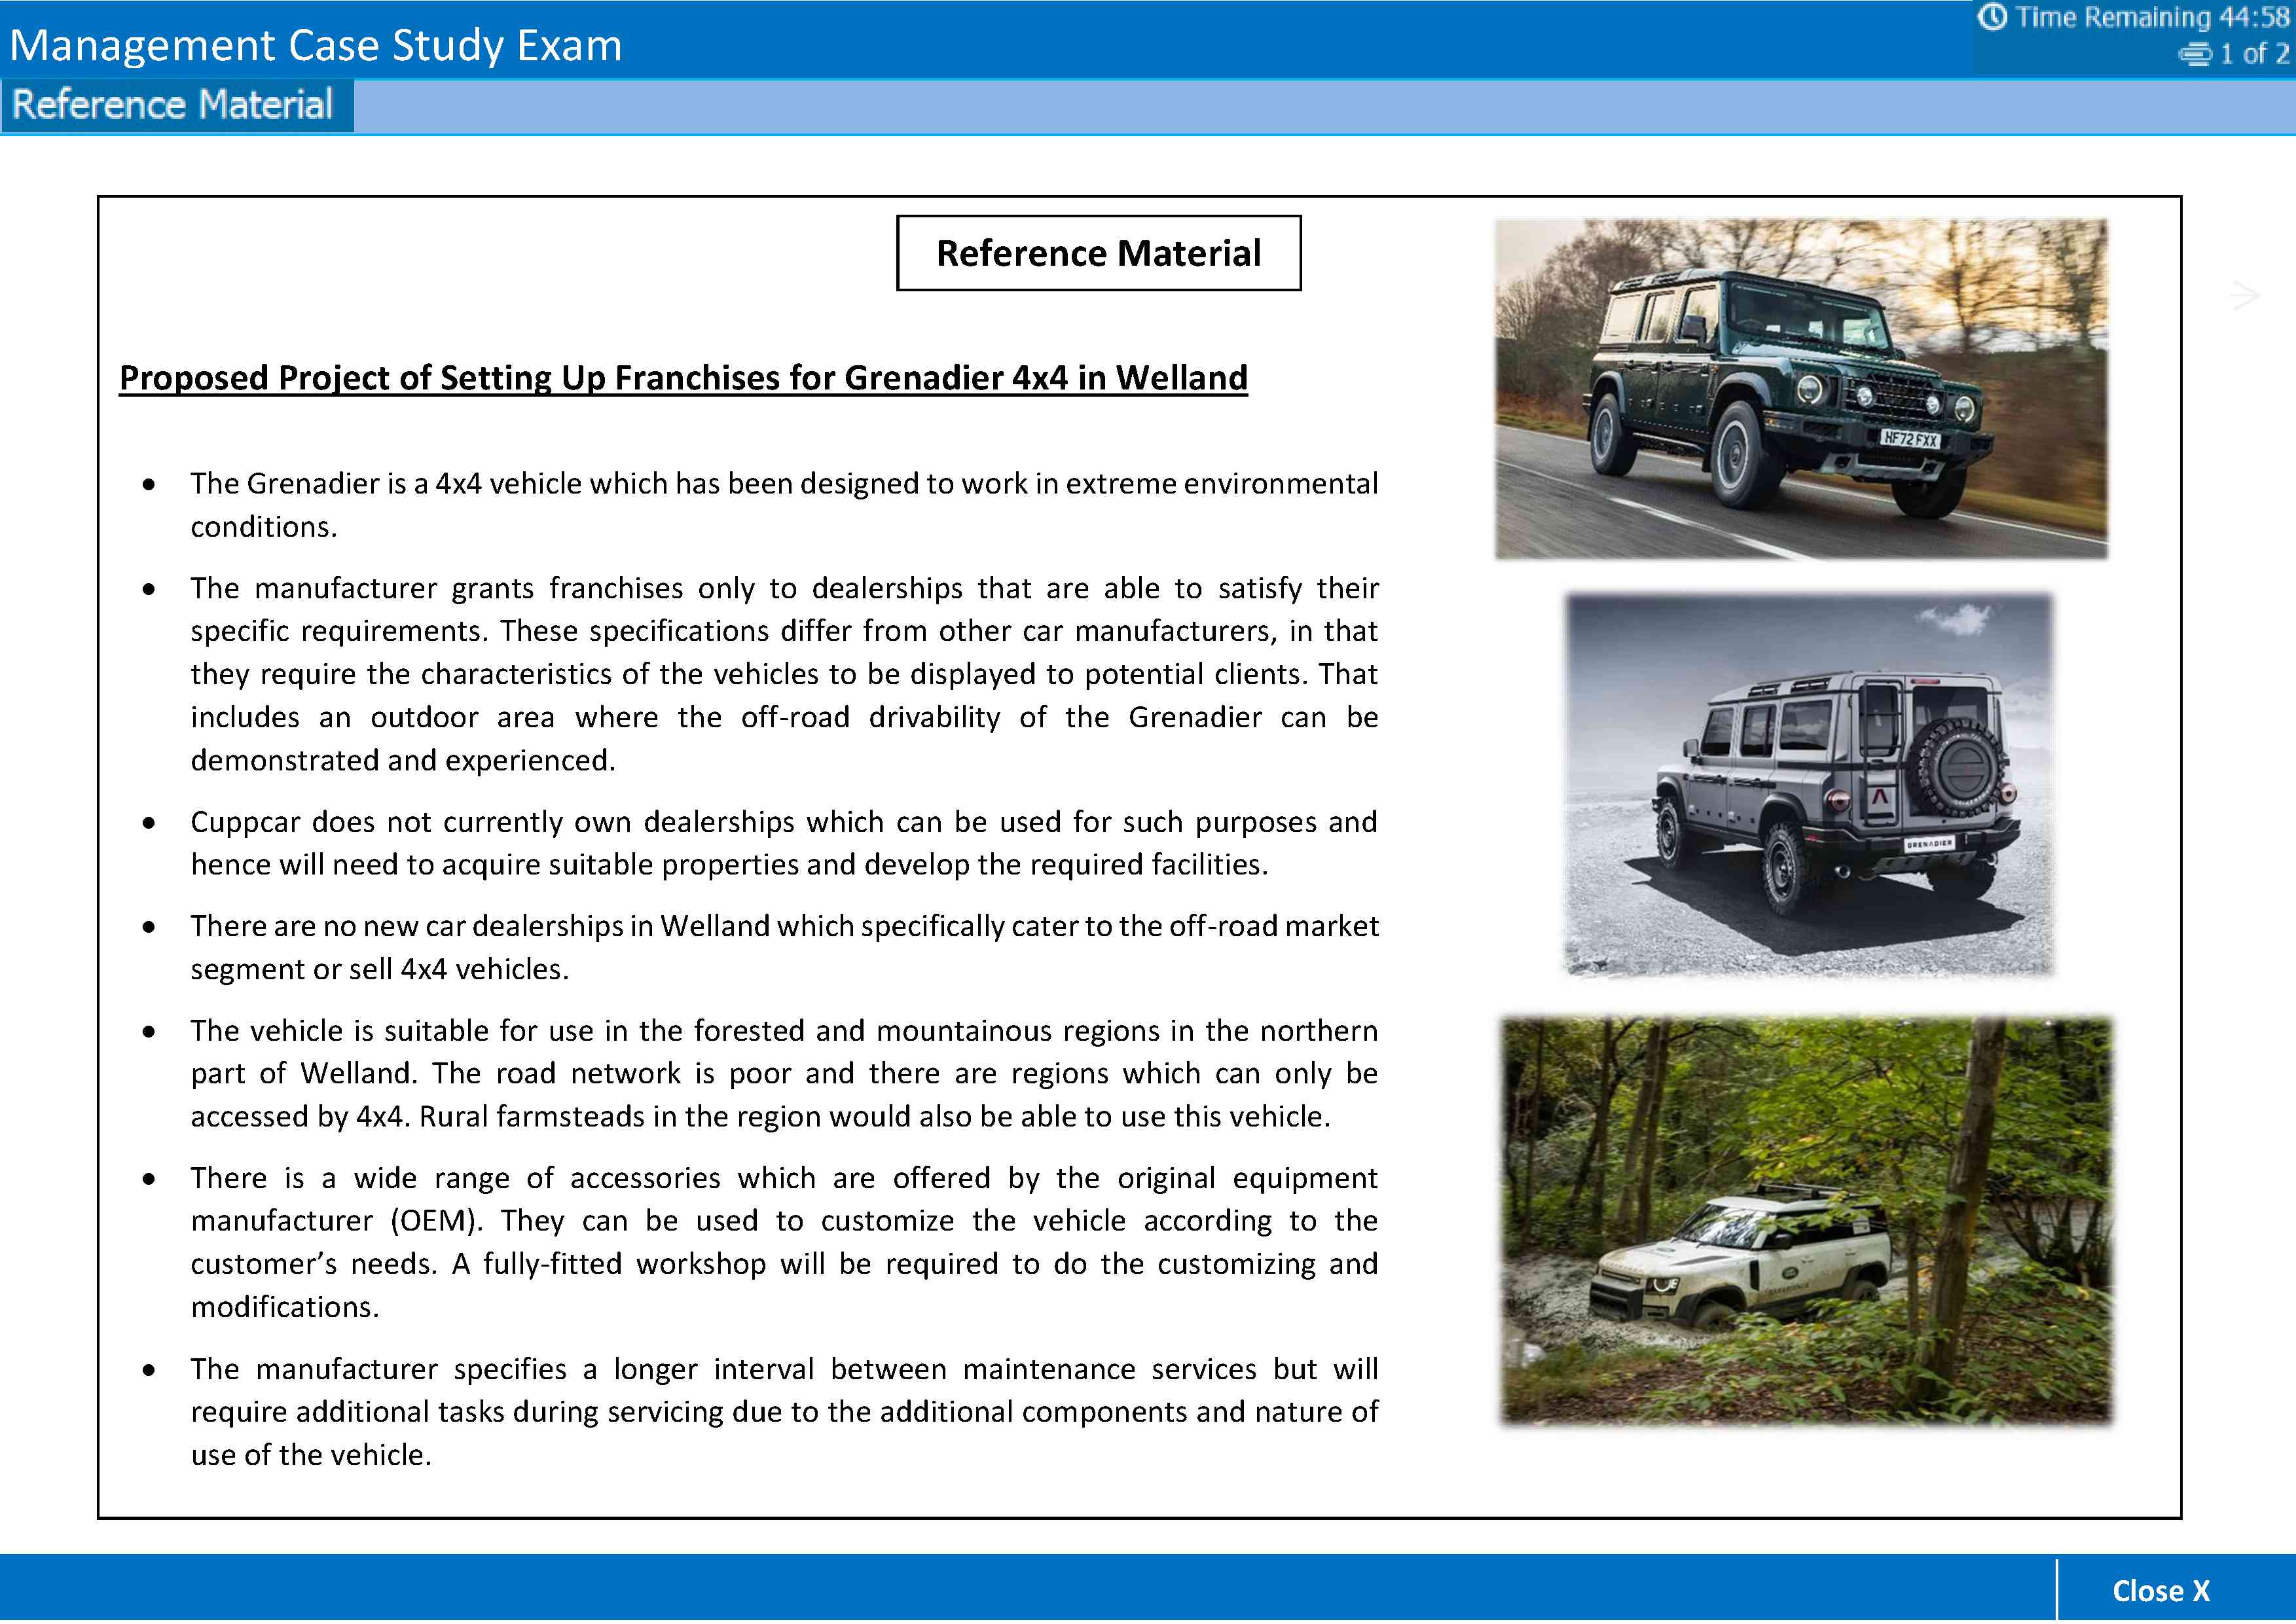 Management Case Study Exam
Time Remaining 44:58
1 of 2
Reference Material
Reference Material
Proposed Project of Setting Up Franchises for Grenadier 4x4 in Welland
• The Grenadier is a 4x4 vehicle which has been designed to work in extreme environmental
conditions.
• The manufacturer grants franchises only to dealerships that are able to satisfy their
specific requirements. These specifications differ from other car manufacturers, in that
they require the characteristics of the vehicles to be displayed to potential clients. That
includes an outdoor area where the off-road drivability of the Grenadier can be
demonstrated and experienced.
• Cuppcar does not currently own dealerships which can be used for such purposes and
hence will need to acquire suitable properties and develop the required facilities.
• There are no new car dealerships in Welland which specifically cater to the off-road market
segment or sell 4x4 vehicles.
• The vehicle is suitable for use in the forested and mountainous regions in the northern
part of Welland. The road network is poor and there are regions which can only be
accessed by 4x4. Rural farmsteads in the region would also be able to use this vehicle.
• There is a wide range of accessories which are offered by the original equipment
manufacturer (OEM). They can be used to customize the vehicle according to the
customer’s needs. A fully-fitted workshop will be required to do the customizing and
modifications.
• The manufacturer specifies a longer interval between maintenance services but will
require additional tasks during servicing due to the additional components and nature of
use of the vehicle.
HF72 FXX
GRENADIER
Close X